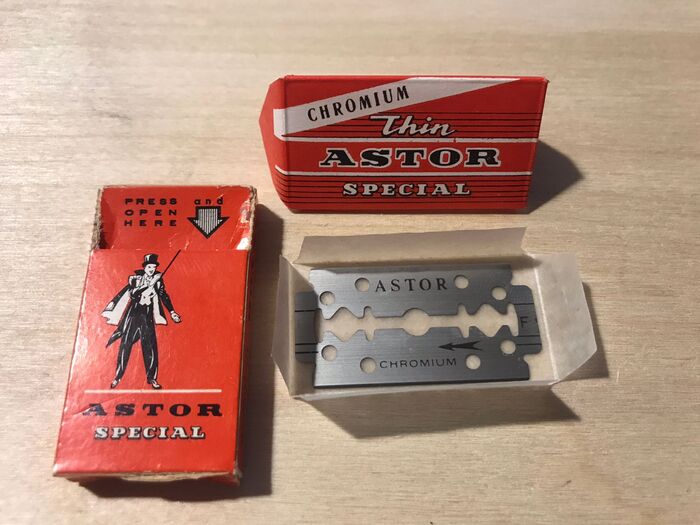 CHROMIUM
Thin
ASTOR
SPECIAL
PRESS and
OPEN
HERE
ASTOR
SPECIAL
ASTOR
F
CHROMIUM